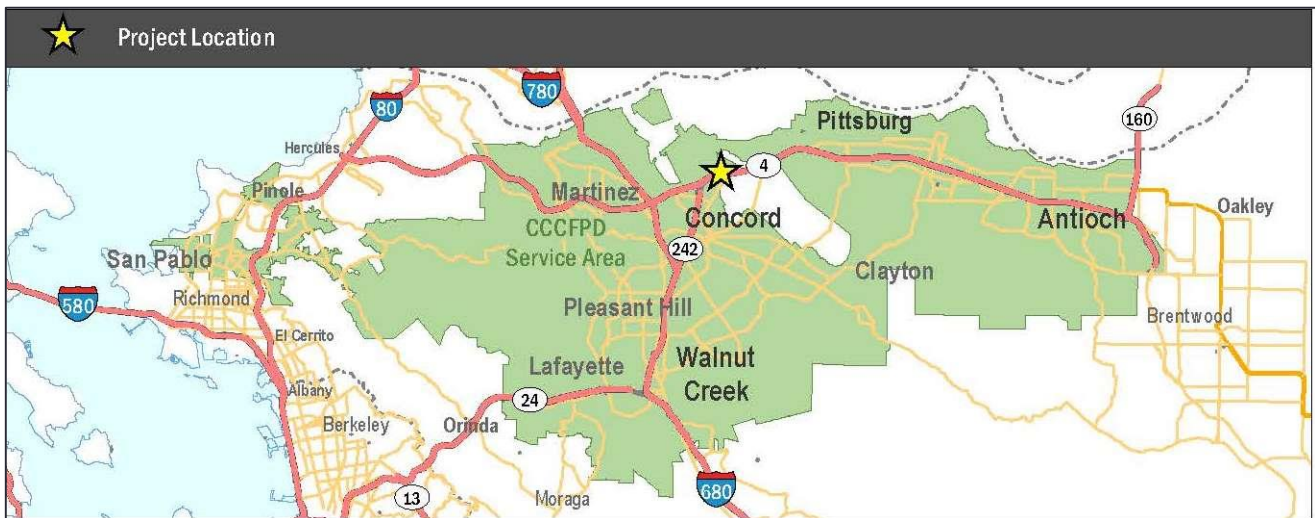 Project Location
780
80
160
Pittsburg
Hercules
4
Pinole
Martinez
Oakley
Concord
Antioch
CCCFPD
Service Area
242
San Pablo
Clayton
Richmond
580
Pleasant Hill
Brentwood
El Cerrito
Walnut
Creek
Lafayette
Albany
24
Berkeley
Orinda
680
13
Moraga